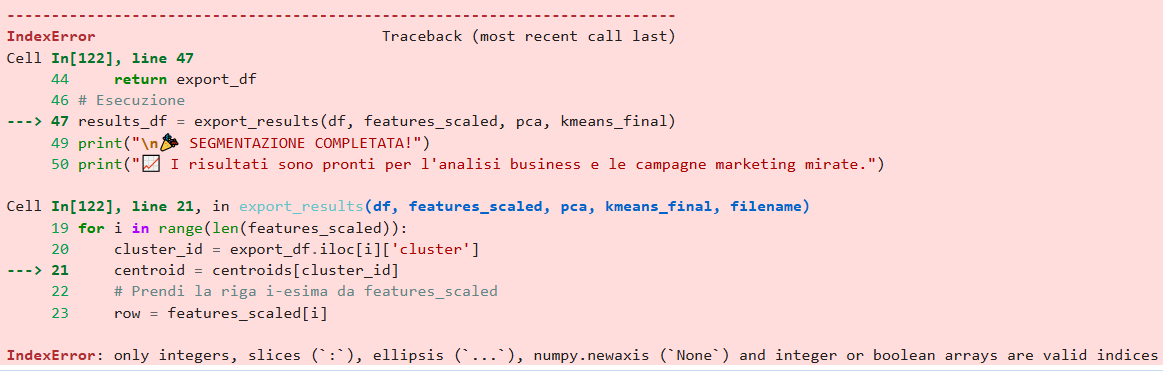 ---------------------------------------------------------------------------
IndexError                                Traceback (most recent call last)
Cell In[122], line 47
     44     return export_df
     46 # Esecuzione
---> 47 results_df = export_results(df, features_scaled, pca, kmeans_final)
     49 print("\n🎉 SEGMENTAZIONE COMPLETATA!")
     50 print("📈 I risultati sono pronti per l'analisi business e le campagne marketing mirate.")
Cell In[122], line 21, in export_results(df, features_scaled, pca, kmeans_final, filename)
     19 for i in range(len(features_scaled)):
     20     cluster_id = export_df.iloc[i]['cluster']
---> 21     centroid = centroids[cluster_id]
     22     # Prendi la riga i-esima da features_scaled
     23     row = features_scaled[i]
IndexError: only integers, slices (`:`), ellipsis (`...`), numpy.newaxis (`None`) and integer or boolean arrays are valid indices